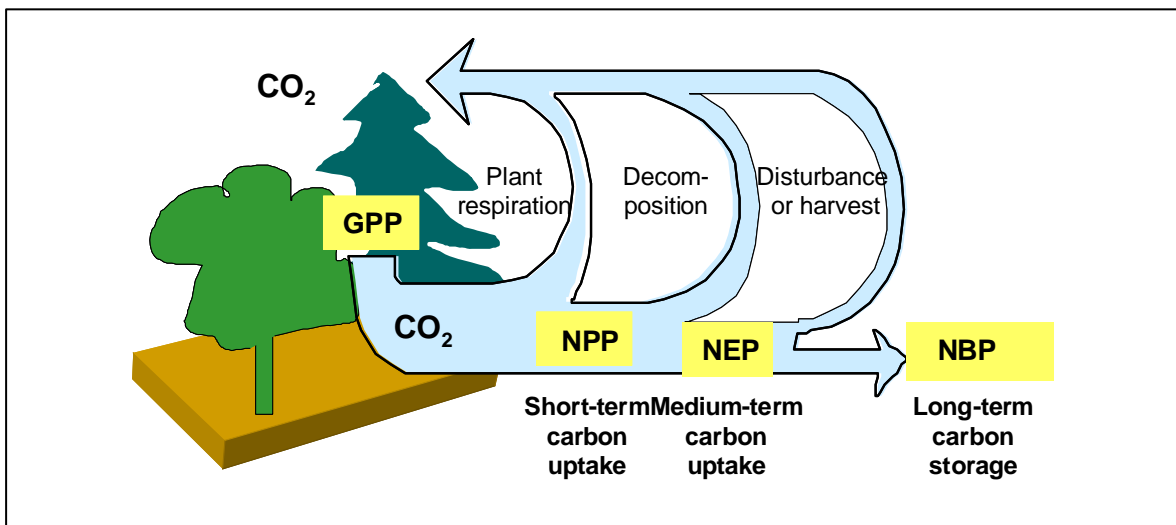 CO₂
Plant
respiration
Decom-
position
Disturbance
or harvest
GPP
CO₂
NPP
NEP
NBP
Short-term
carbon
uptake
Medium-term
carbon
uptake
Long-term
carbon
storage